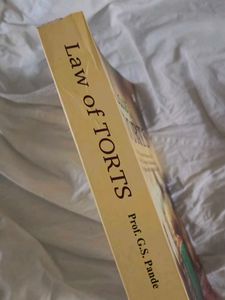 Law of TORTS
Prof. G.S. Pande